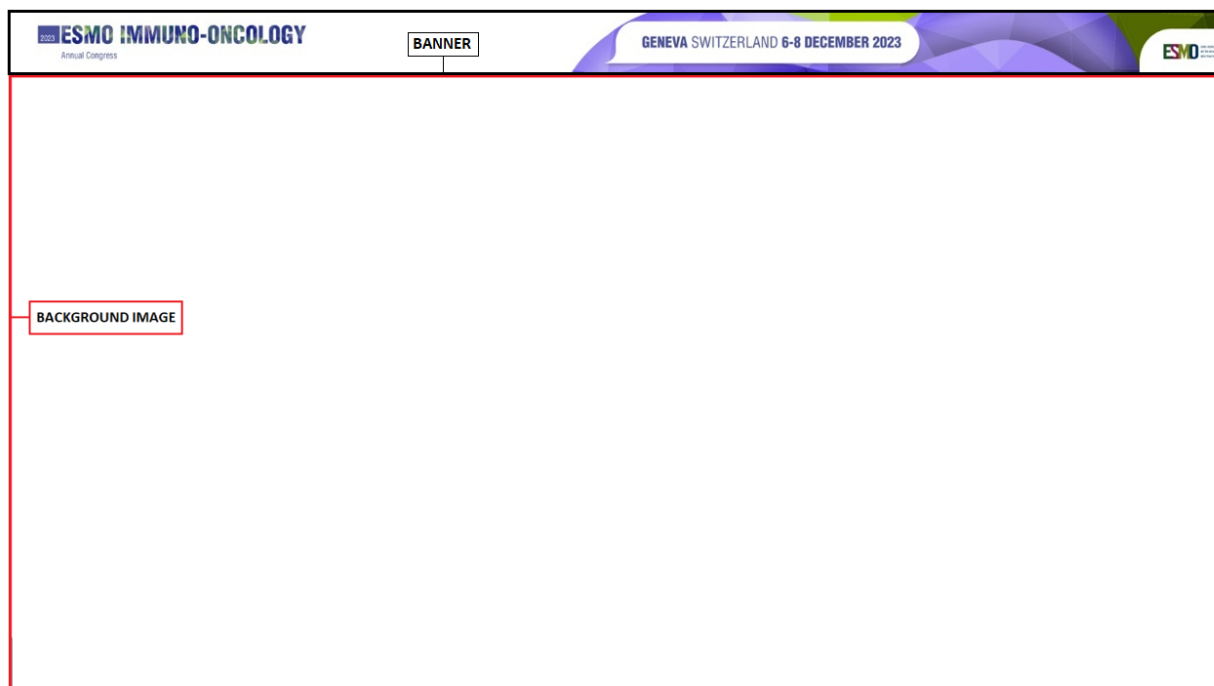 2023 ESMO IMMUNO-ONCOLOGY
Annual Congress
BANNER
GENEVA SWITZERLAND 6-8 DECEMBER 2023
ESMO
BACKGROUND IMAGE